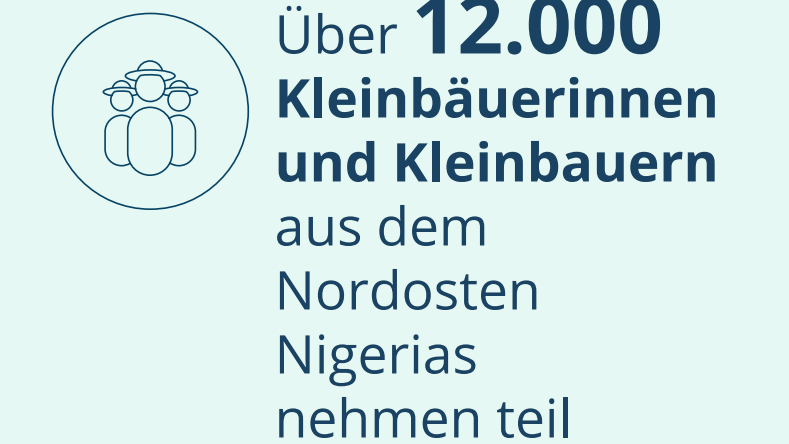 Über 12.000
Kleinbäuerinnen
und Kleinbauern
aus dem
Nordosten
Nigerias
nehmen teil